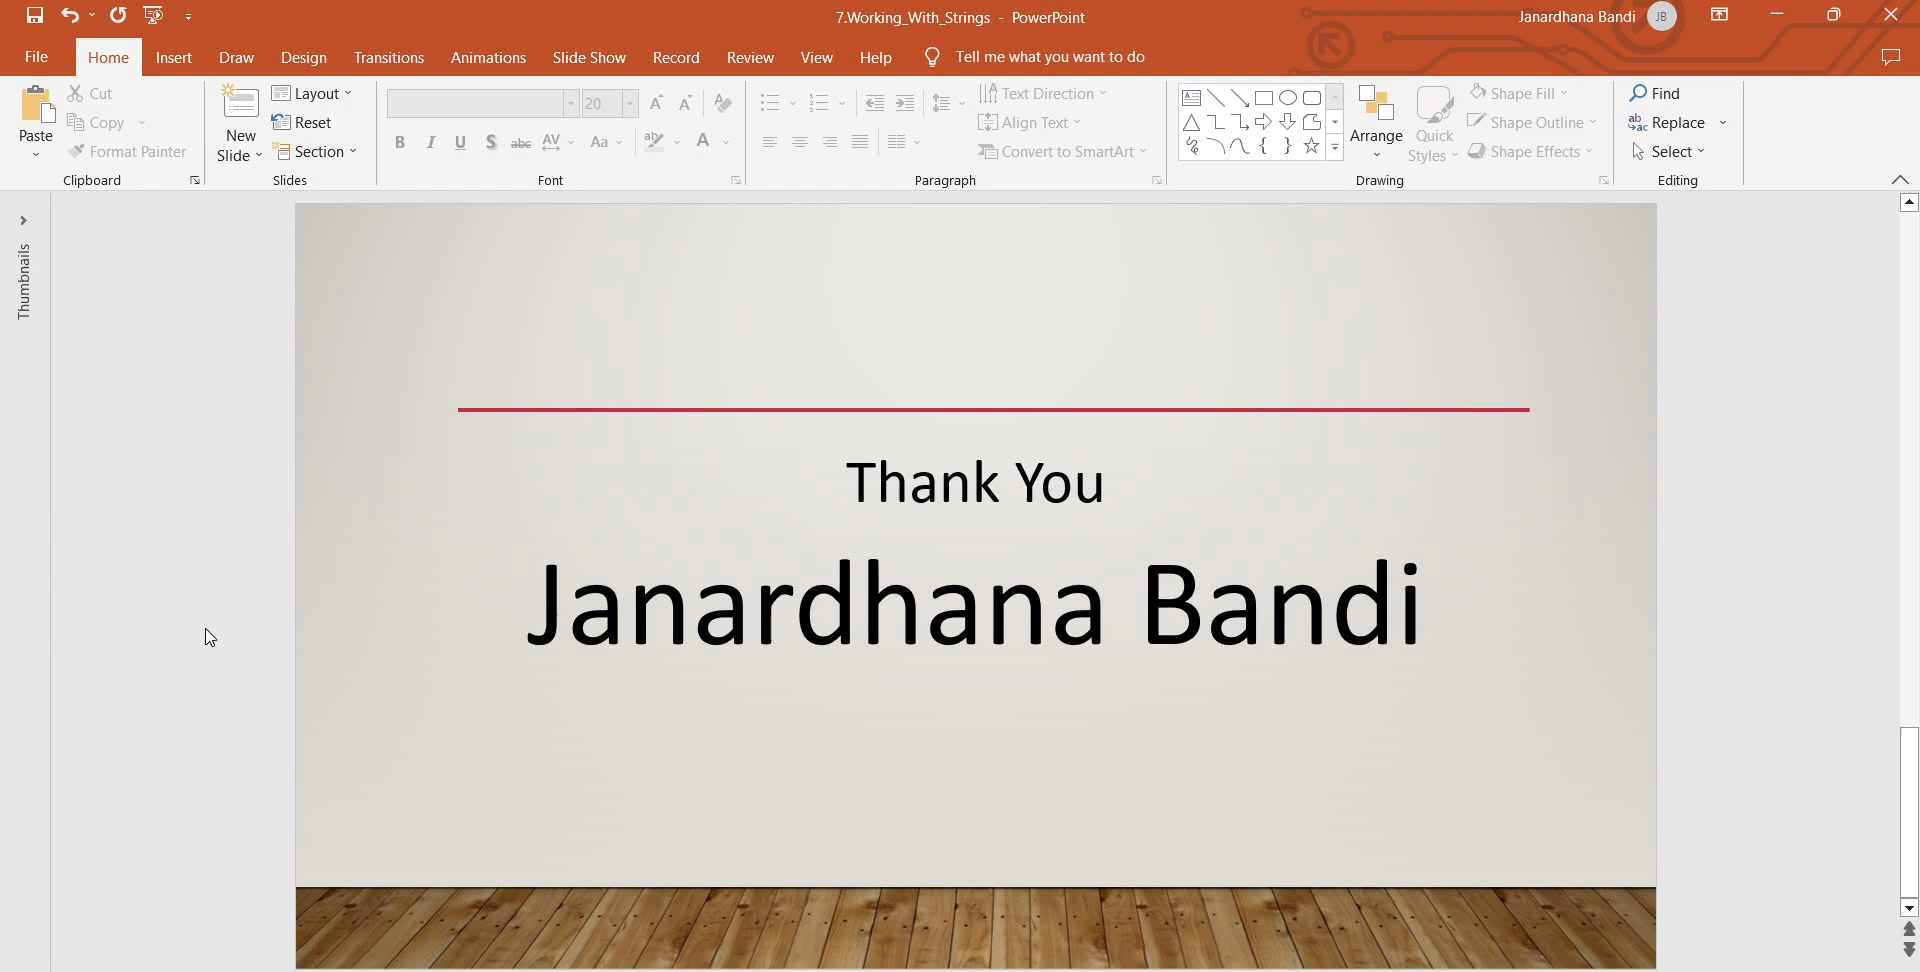 7.Working_With_Strings - PowerPoint
Janardhana Bandi JB
File Home Insert Draw Design Transitions Animations Slide Show Record Review View Help Tell me what you want to do
Paste
Cut
Copy
Format Painter
Clipboard
New Slide
Layout
Reset
Section
Slides
20
B I U S abc AV Aa A
Font
Text Direction
Align Text
Convert to SmartArt
Paragraph
Arrange
Quick Styles
Shape Fill
Shape Outline
Shape Effects
Drawing
Find
Replace
Select
Editing
Thumbnails
Thank You
Janardhana Bandi